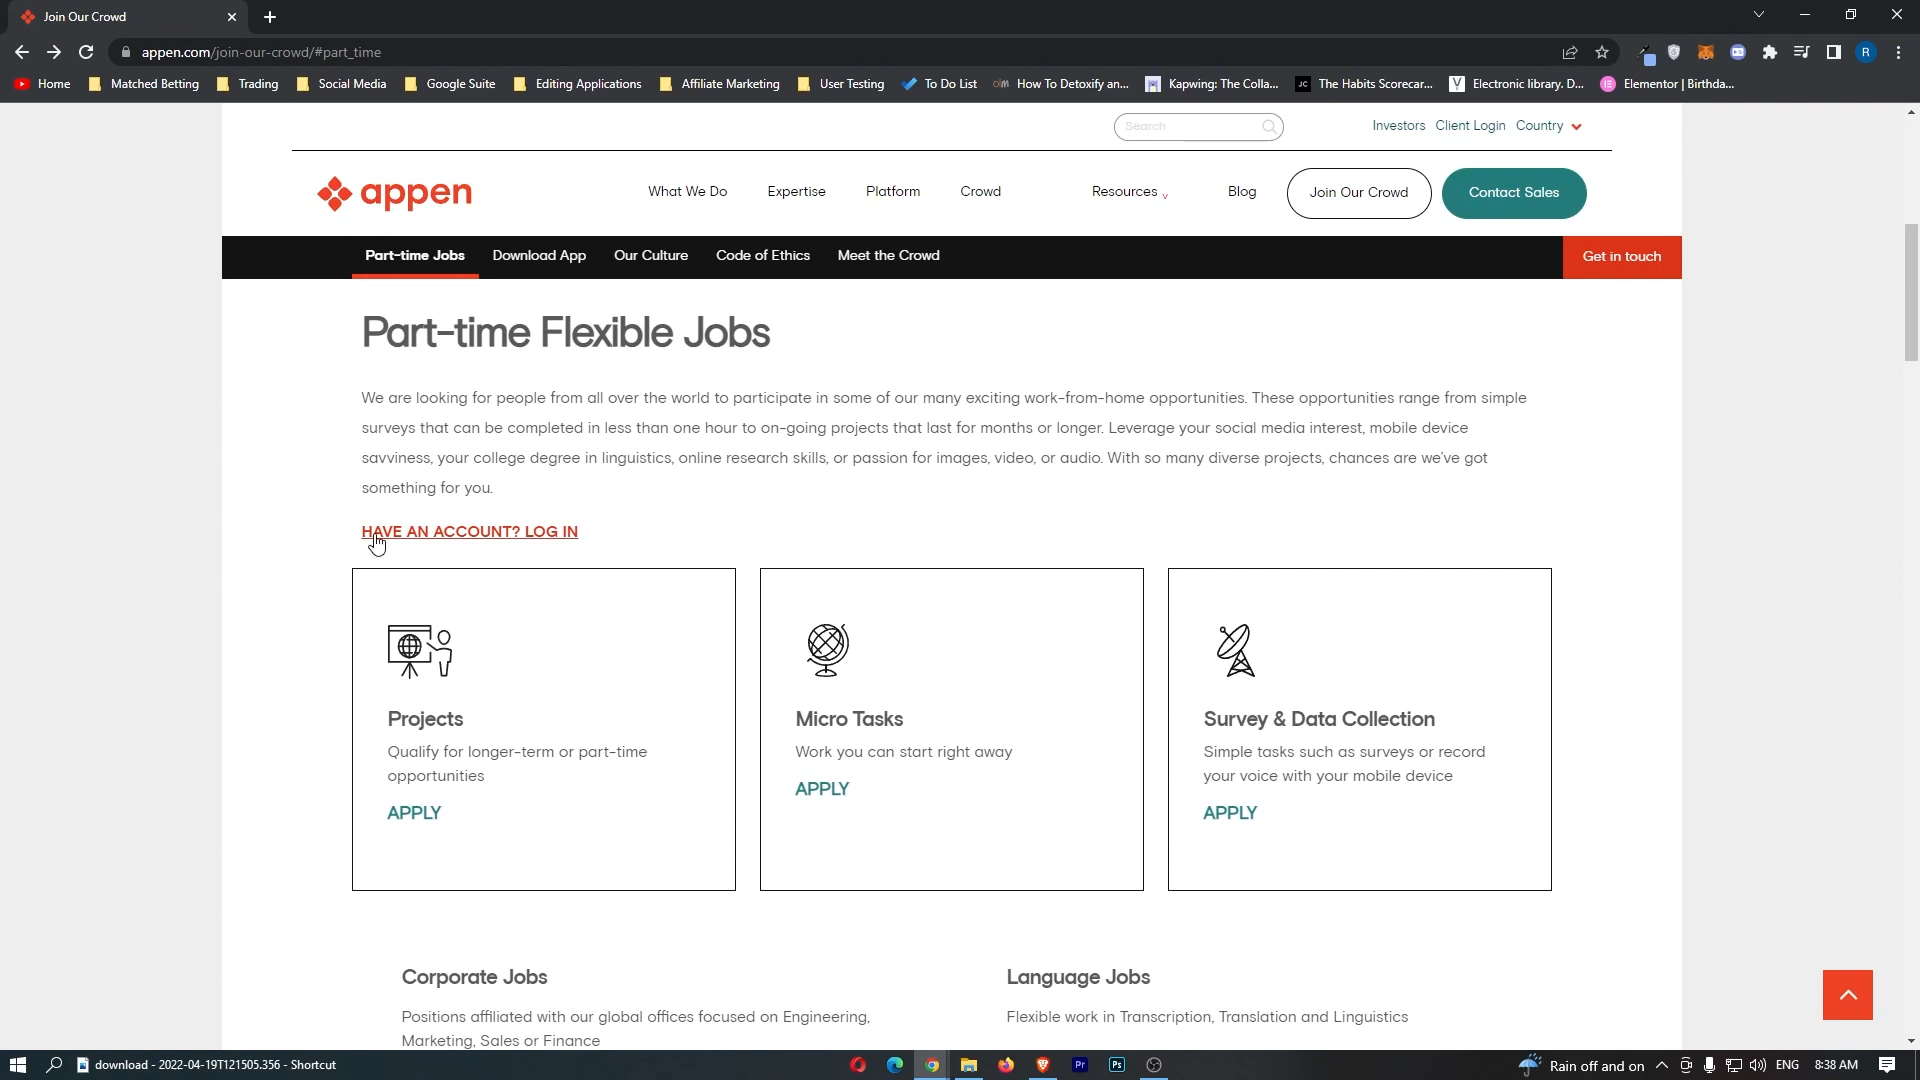 Join Our Crowd
appen.com/join-our-crowd/#part_time
R
Home Matched Betting Trading Social Media Google Suite Editing Applications Affiliate Marketing User Testing To Do List How To Detoxify an... Kapwing: The Colla... JC The Habits Scorecar... Electronic library. D... Elementor | Birthda...
Search Investors Client Login Country
appen What We Do Expertise Platform Crowd Resources Blog Join Our Crowd Contact Sales
Part-time Jobs Download App Our Culture Code of Ethics Meet the Crowd Get in touch
Part-time Flexible Jobs
We are looking for people from all over the world to participate in some of our many exciting work-from-home opportunities. These opportunities range from simple
surveys that can be completed in less than one hour to on-going projects that last for months or longer. Leverage your social media interest, mobile device
savviness, your college degree in linguistics, online research skills, or passion for images, video, or audio. With so many diverse projects, chances are we've got
something for you.
HAVE AN ACCOUNT? LOG IN
Projects
Qualify for longer-term or part-time
opportunities
APPLY
Micro Tasks
Work you can start right away
APPLY
Survey & Data Collection
Simple tasks such as surveys or record
your voice with your mobile device
APPLY
Corporate Jobs
Positions affiliated with our global offices focused on Engineering,
Marketing, Sales or Finance
Language Jobs
Flexible work in Transcription, Translation and Linguistics
download - 2022-04-19T121505.356 - Shortcut Pr Ps Rain off and on ENG 8:38 AM